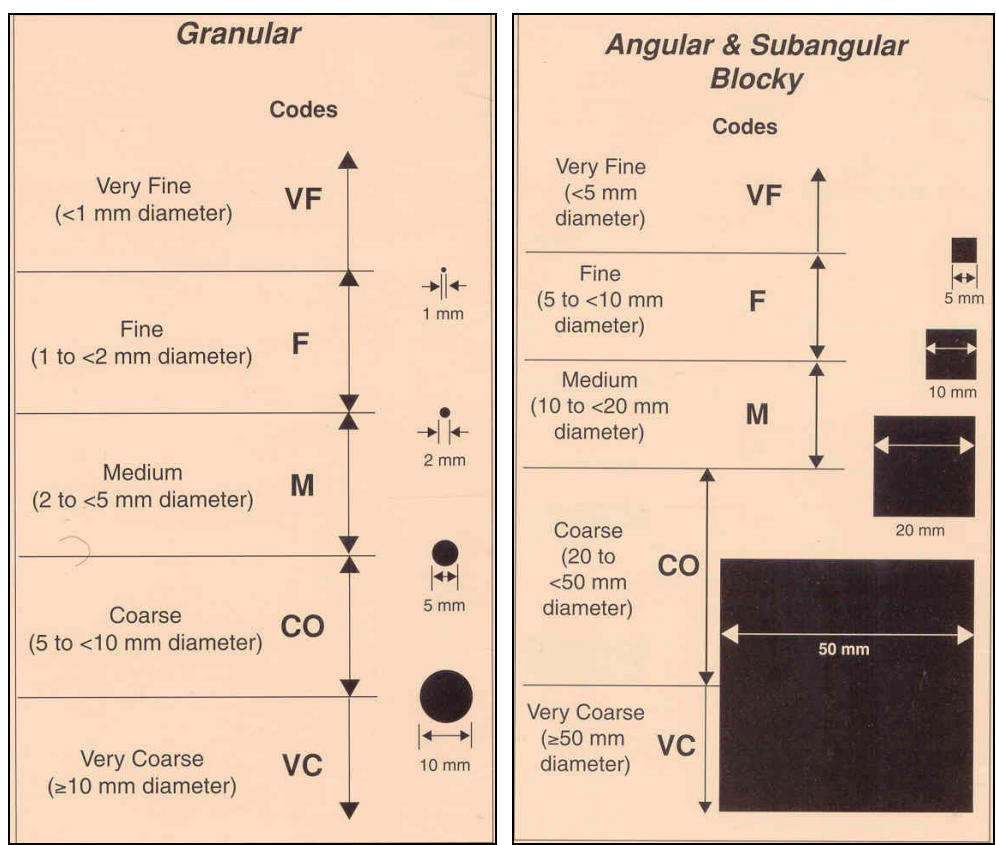 Granular
Codes
Very Fine
(<1 mm diameter)
VF
1 mm
Fine
(1 to <2 mm diameter)
F
2 mm
Medium
(2 to <5 mm diameter)
M
5 mm
Coarse
(5 to <10 mm diameter)
CO
10 mm
Very Coarse
(≥10 mm diameter)
VC
Angular & Subangular
Blocky
Codes
Very Fine
(<5 mm
diameter)
VF
5 mm
Fine
(5 to <10 mm
diameter)
F
10 mm
Medium
(10 to <20 mm
diameter)
M
20 mm
Coarse
(20 to
<50 mm
diameter)
CO
50 mm
Very Coarse
(≥50 mm
diameter)
VC